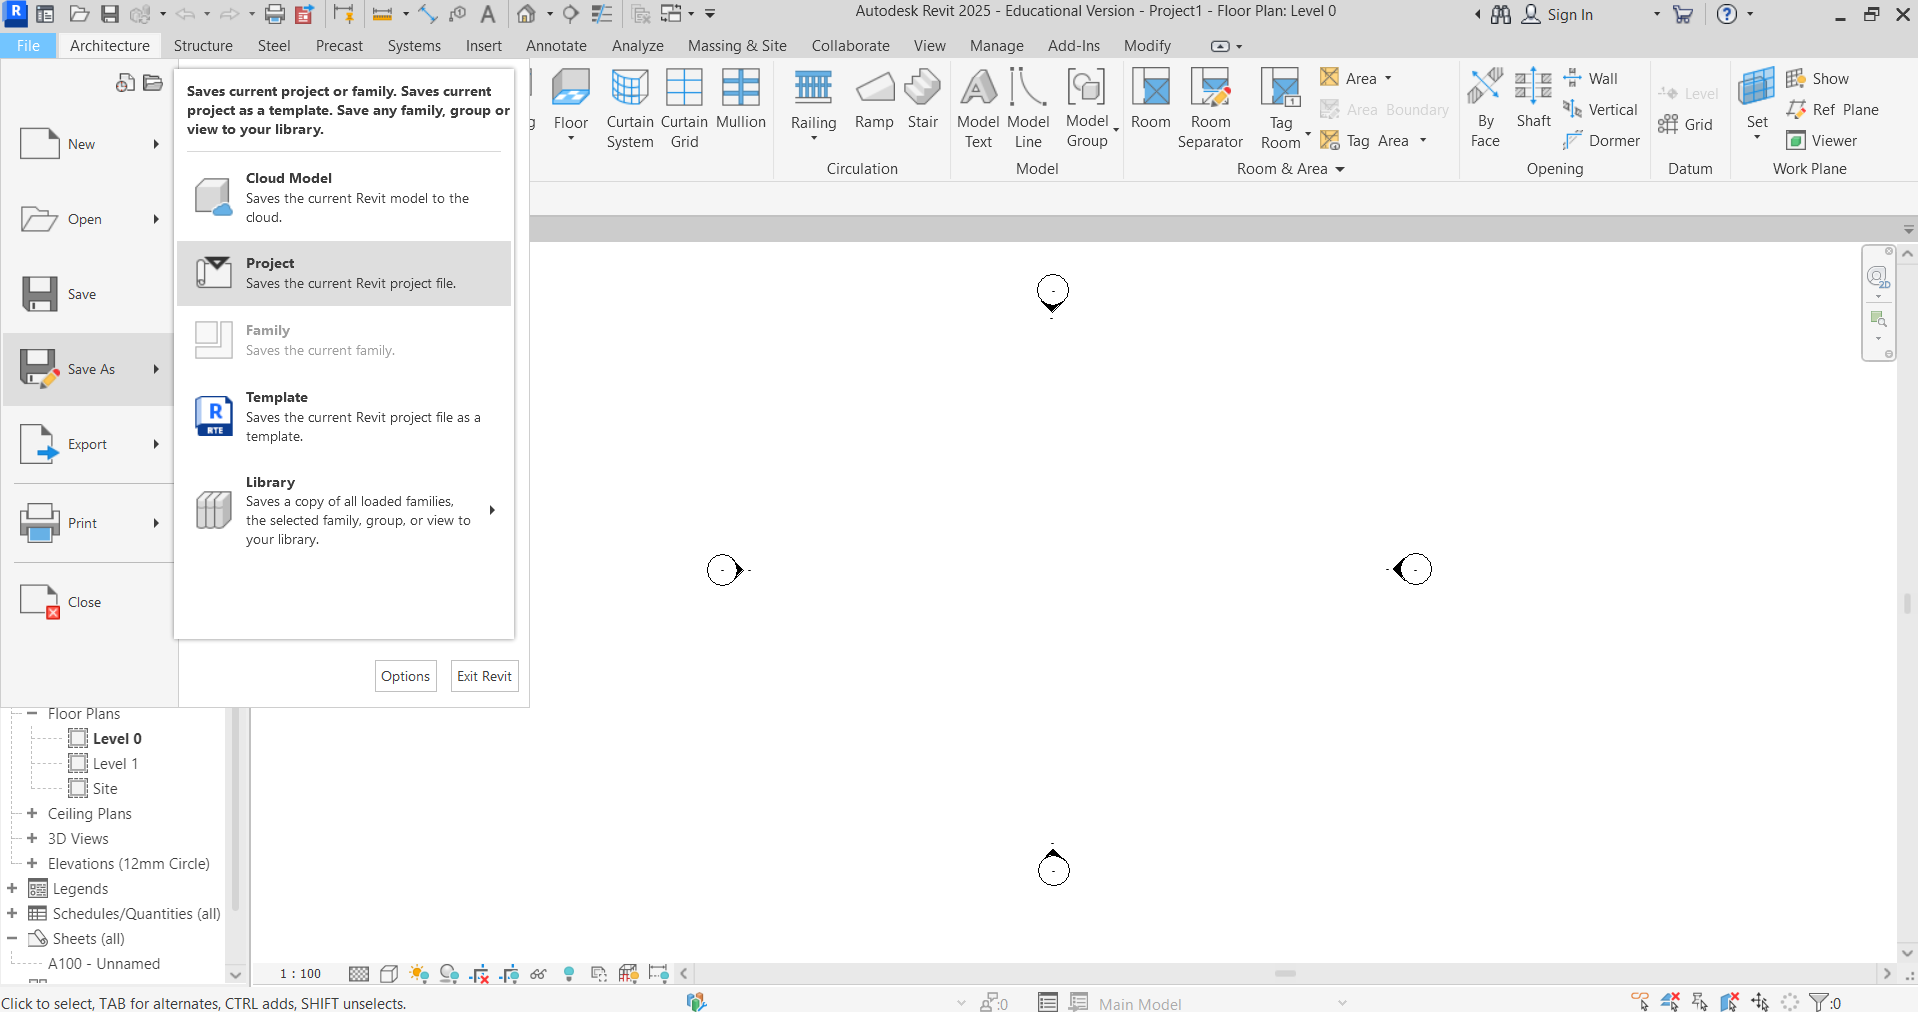 Autodesk Revit 2025 - Educational Version - Project1 - Floor Plan: Level 0
Sign In
File Architecture Structure Steel Precast Systems Insert Annotate Analyze Massing & Site Collaborate View Manage Add-Ins Modify
Saves current project or family. Saves current
project as a template. Save any family, group or
view to your library.
New
Open
Save
Save As
Export
Print
Close
Cloud Model
Saves the current Revit model to the
cloud.
Project
Saves the current Revit project file.
Family
Saves the current family.
Template
Saves the current Revit project file as a
template.
RTE
Library
Saves a copy of all loaded families,
the selected family, group, or view to
your library.
Options
Exit Revit
Floor
Curtain
System
Curtain
Grid
Mullion
Railing
Ramp
Stair
Circulation
Model
Text
Model
Line
Model
Group
Model
Room
Room
Separator
Tag
Room
Area
Area Boundary
Tag Area
Room & Area
By
Face
Shaft
Wall
Vertical
Dormer
Opening
Level
Grid
Datum
Set
Show
Ref Plane
Viewer
Work Plane
2D
Floor Plans
Level 0
Level 1
Site
Ceiling Plans
3D Views
Elevations (12mm Circle)
Legends
Schedules/Quantities (all)
Sheets (all)
A100 - Unnamed
1 : 100
Click to select, TAB for alternates, CTRL adds, SHIFT unselects.
:0
Main Model
:0